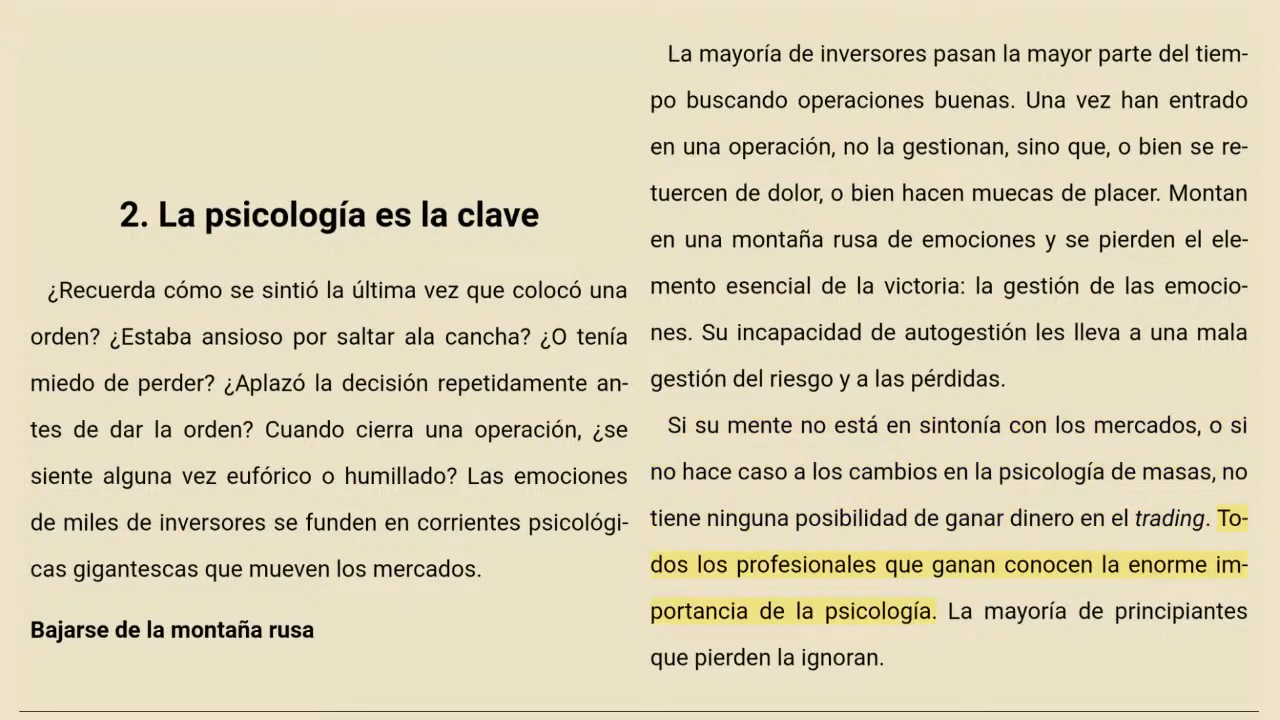 2. La psicología es la clave
¿Recuerda cómo se sintió la última vez que colocó una
orden? ¿Estaba ansioso por saltar ala cancha? ¿O tenía
miedo de perder? ¿Aplazó la decisión repetidamente an-
tes de dar la orden? Cuando cierra una operación, ¿se
siente alguna vez eufórico o humillado? Las emociones
de miles de inversores se funden en corrientes psicológi-
cas gigantescas que mueven los mercados.
Bajarse de la montaña rusa
La mayoría de inversores pasan la mayor parte del tiem-
po buscando operaciones buenas. Una vez han entrado
en una operación, no la gestionan, sino que, o bien se re-
tuercen de dolor, o bien hacen muecas de placer. Montan
en una montaña rusa de emociones y se pierden el ele-
mento esencial de la victoria: la gestión de las emocio-
nes. Su incapacidad de autogestión les lleva a una mala
gestión del riesgo y a las pérdidas.
Si su mente no está en sintonía con los mercados, o si
no hace caso a los cambios en la psicología de masas, no
tiene ninguna posibilidad de ganar dinero en el trading. To-
dos los profesionales que ganan conocen la enorme im-
portancia de la psicología. La mayoría de principiantes
que pierden la ignoran.